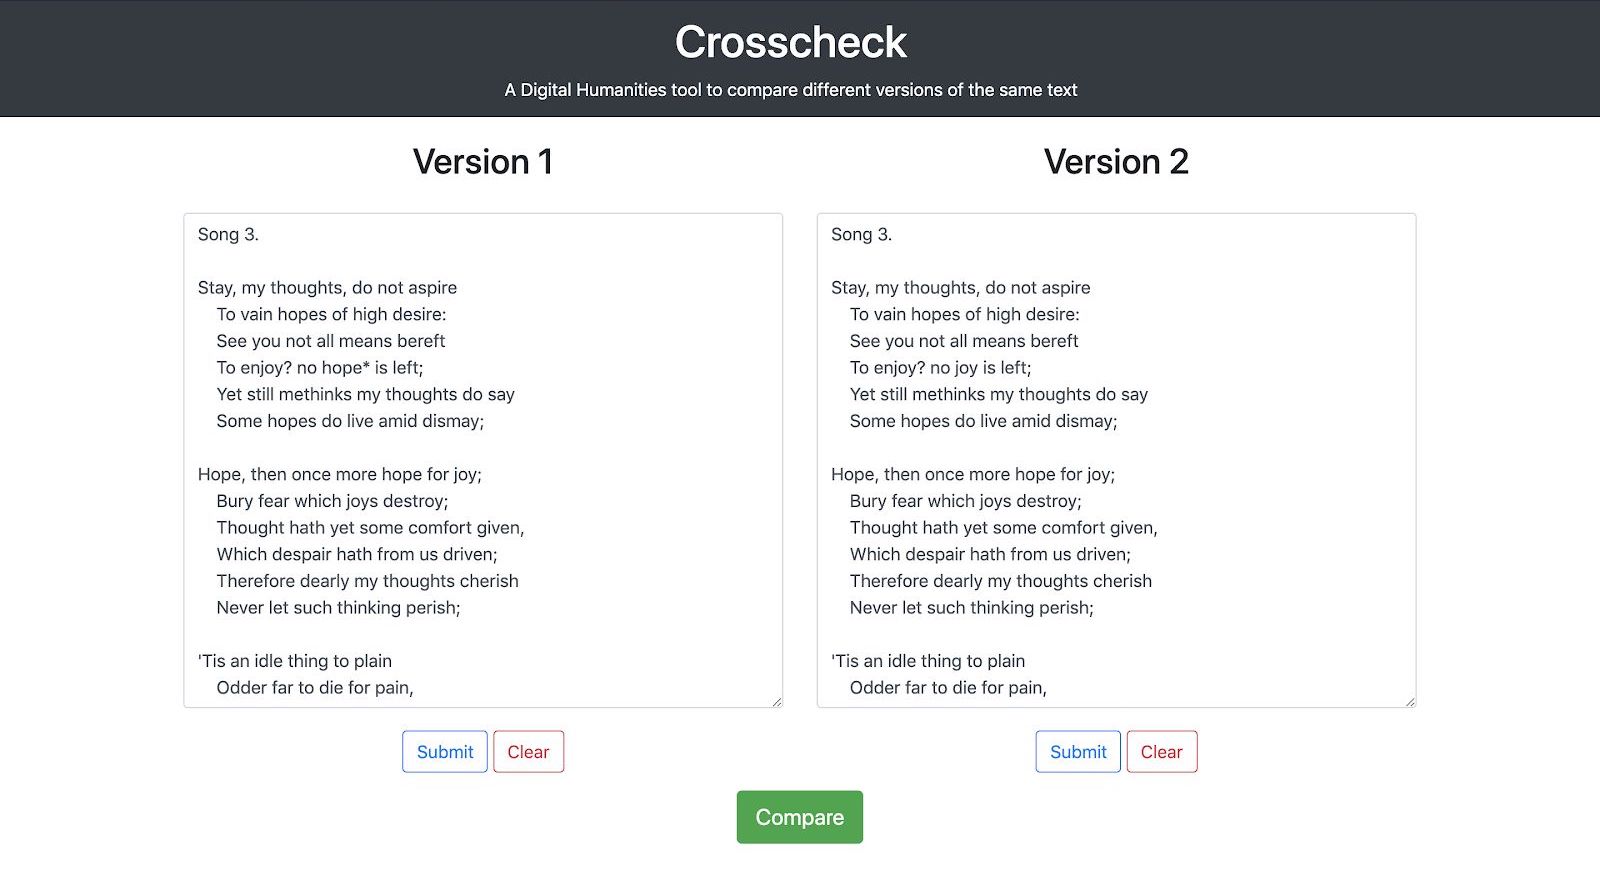 Crosscheck
A Digital Humanities tool to compare different versions of the same text
Version 1
Song 3.
Stay, my thoughts, do not aspire
To vain hopes of high desire:
See you not all means bereft
To enjoy? no hope* is left;
Yet still methinks my thoughts do say
Some hopes do live amid dismay;
Hope, then once more hope for joy;
Bury fear which joys destroy;
Thought hath yet some comfort given,
Which despair hath from us driven;
Therefore dearly my thoughts cherish
Never let such thinking perish;
'Tis an idle thing to plain
Odder far to die for pain,
Submit
Clear
Version 2
Song 3.
Stay, my thoughts, do not aspire
To vain hopes of high desire:
See you not all means bereft
To enjoy? no joy is left;
Yet still methinks my thoughts do say
Some hopes do live amid dismay;
Hope, then once more hope for joy;
Bury fear which joys destroy;
Thought hath yet some comfort given,
Which despair hath from us driven;
Therefore dearly my thoughts cherish
Never let such thinking perish;
'Tis an idle thing to plain
Odder far to die for pain,
Submit
Clear
Compare